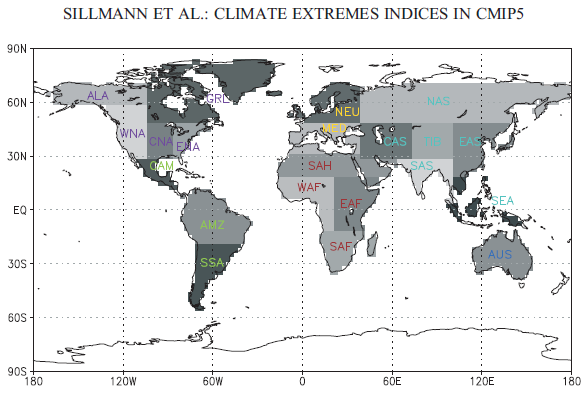 SILLMANN ET AL.: CLIMATE EXTREMES INDICES IN CMIP5
90N
60N
30N
EQ
30S
60S
90S
ALA
GRL
WNA
CNA
ENA
CAM
AMZ
SSA
NEU
MED
NAS
CAS
TIB
EAS
SAS
SEA
SAH
WAF
EAF
SAF
AUS
180 120W 60W 0 60E 120E 180